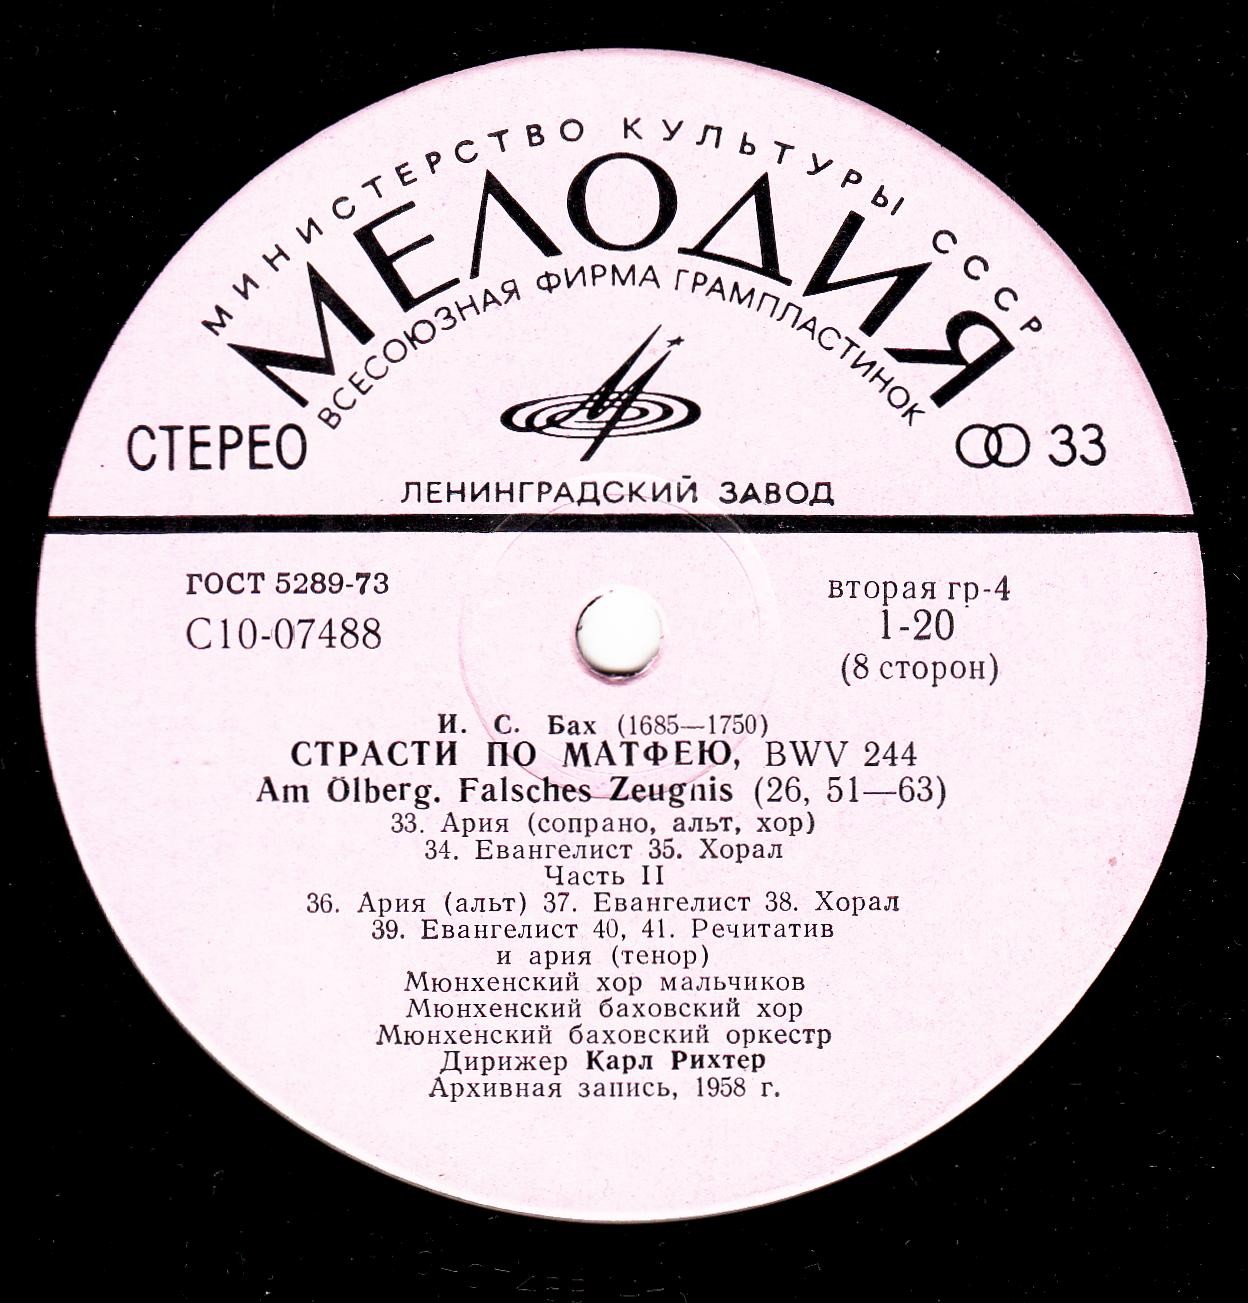 МИНИСТЕРСТВО КУЛЬТУРЫ СССР
МЕЛОДИЯ
ВСЕСОЮЗНАЯ ФИРМА ГРАМПЛАСТИНОК
СТЕРЕО
33
ЛЕНИНГРАДСКИЙ ЗАВОД
ГОСТ 5289-73
С10-07488
вторая гр-4
1-20
(8 сторон)
И. С. Бах (1685—1750)
СТРАСТИ ПО МАТФЕЮ, BWV 244
Am Ölberg. Falsches Zeugnis (26, 51—63)
33. Ария (сопрано, альт, хор)
34. Евангелист 35. Хорал
Часть II
36. Ария (альт) 37. Евангелист 38. Хорал
39. Евангелист 40, 41. Речитатив
и ария (тенор)
Мюнхенский хор мальчиков
Мюнхенский баховский хор
Мюнхенский баховский оркестр
Дирижер Карл Рихтер
Архивная запись, 1958 г.